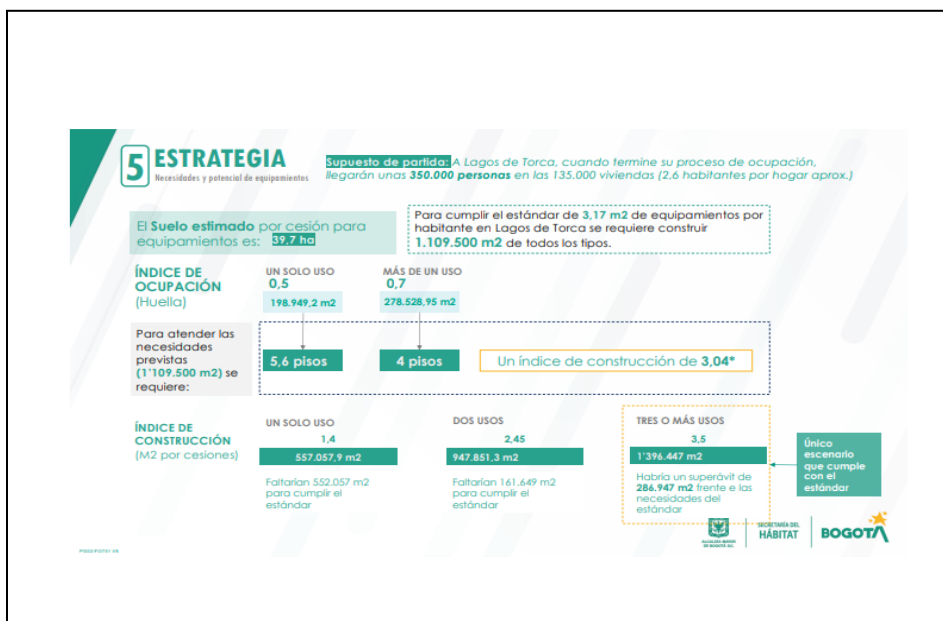 5 ESTRATEGIA
Necesidades y potencial de equipamientos
Supuesto de partida: A Lagos de Torca, cuando termine su proceso de ocupación,
llegarán unas 350.000 personas en las 135.000 viviendas (2,6 habitantes por hogar aprox.)
El Suelo estimado por cesión para
equipamientos es: 39,7 ha
Para cumplir el estándar de 3,17 m2 de equipamientos por
habitante en Lagos de Torca se requiere construir
1.109.500 m2 de todos los tipos.
ÍNDICE DE
OCUPACIÓN
(Huella)
UN SOLO USO
0,5
198.949,2 m2
MÁS DE UN USO
0,7
278.528,95 m2
Para atender las
necesidades
previstas
(1'109.500 m2) se
requiere:
5,6 pisos
4 pisos
Un índice de construcción de 3,04*
ÍNDICE DE
CONSTRUCCIÓN
(M2 por cesiones)
UN SOLO USO
1,4
557.057,9 m2
Faltarían 552.057 m2
para cumplir el
estándar
DOS USOS
2,45
947.851,3 m2
Faltarían 161.649 m2
para cumplir el
estándar
TRES O MÁS USOS
3,5
1'396.447 m2
Habría un superávit de
286.947 m2 frente e las
necesidades del
estándar
Único
escenario
que cumple
con el
estándar
ALCALDÍA MAYOR
DE BOGOTÁ D.C.
SECRETARÍA DEL
HÁBITAT
BOGOTÁ